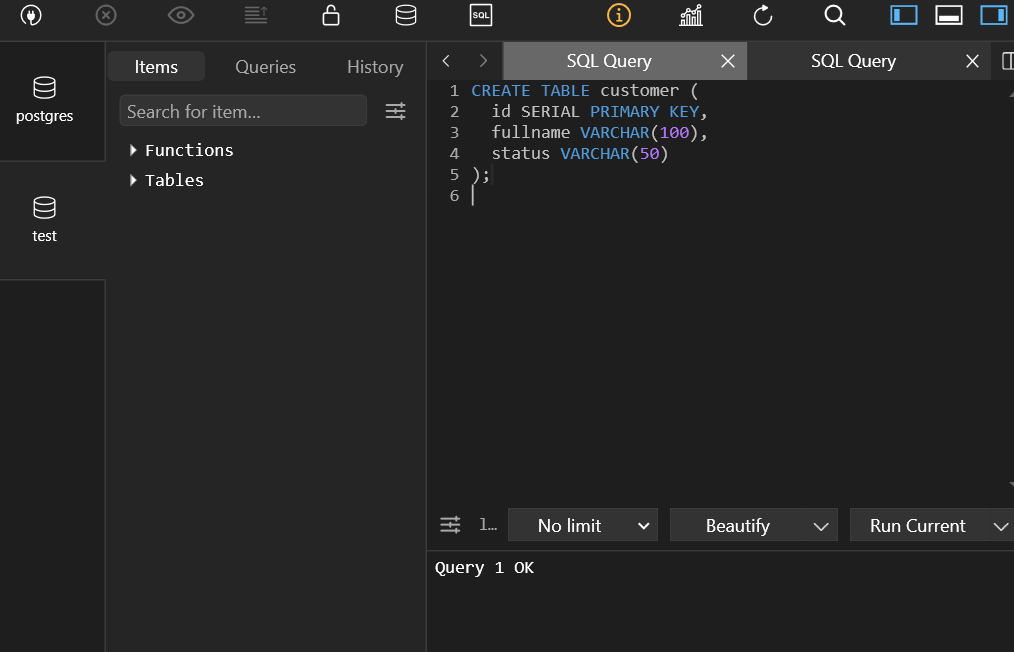 SQL
postgres
test
Items Queries History
Search for item...
Functions
Tables
SQL Query SQL Query
1 CREATE TABLE customer (
2 id SERIAL PRIMARY KEY,
3 fullname VARCHAR(100),
4 status VARCHAR(50)
5 );
6
1... No limit Beautify Run Current
Query 1 OK